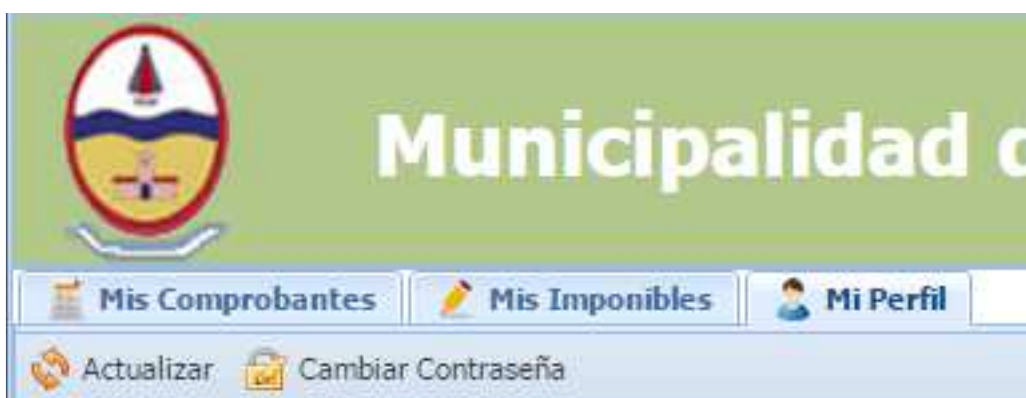 Municipalidad d
Mis Comprobantes Mis Imponibles Mi Perfil
Actualizar Cambiar Contraseña